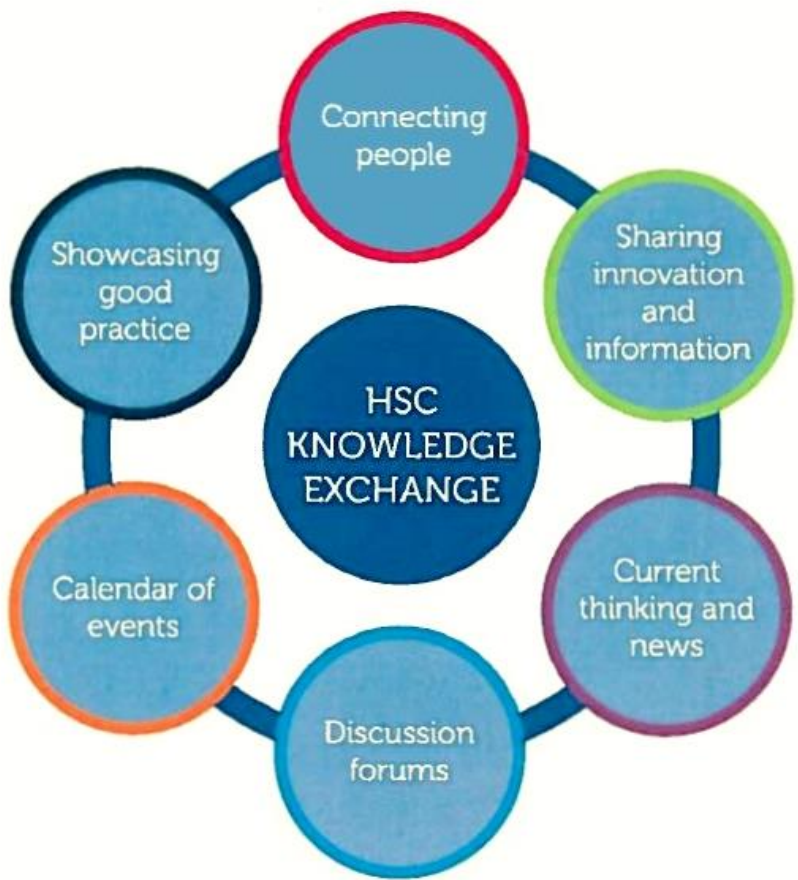 Connecting
people
Sharing
innovation
and
information
Current
thinking and
news
Discussion
forums
Calendar of
events
Showcasing
good
practice
HSC
KNOWLEDGE
EXCHANGE